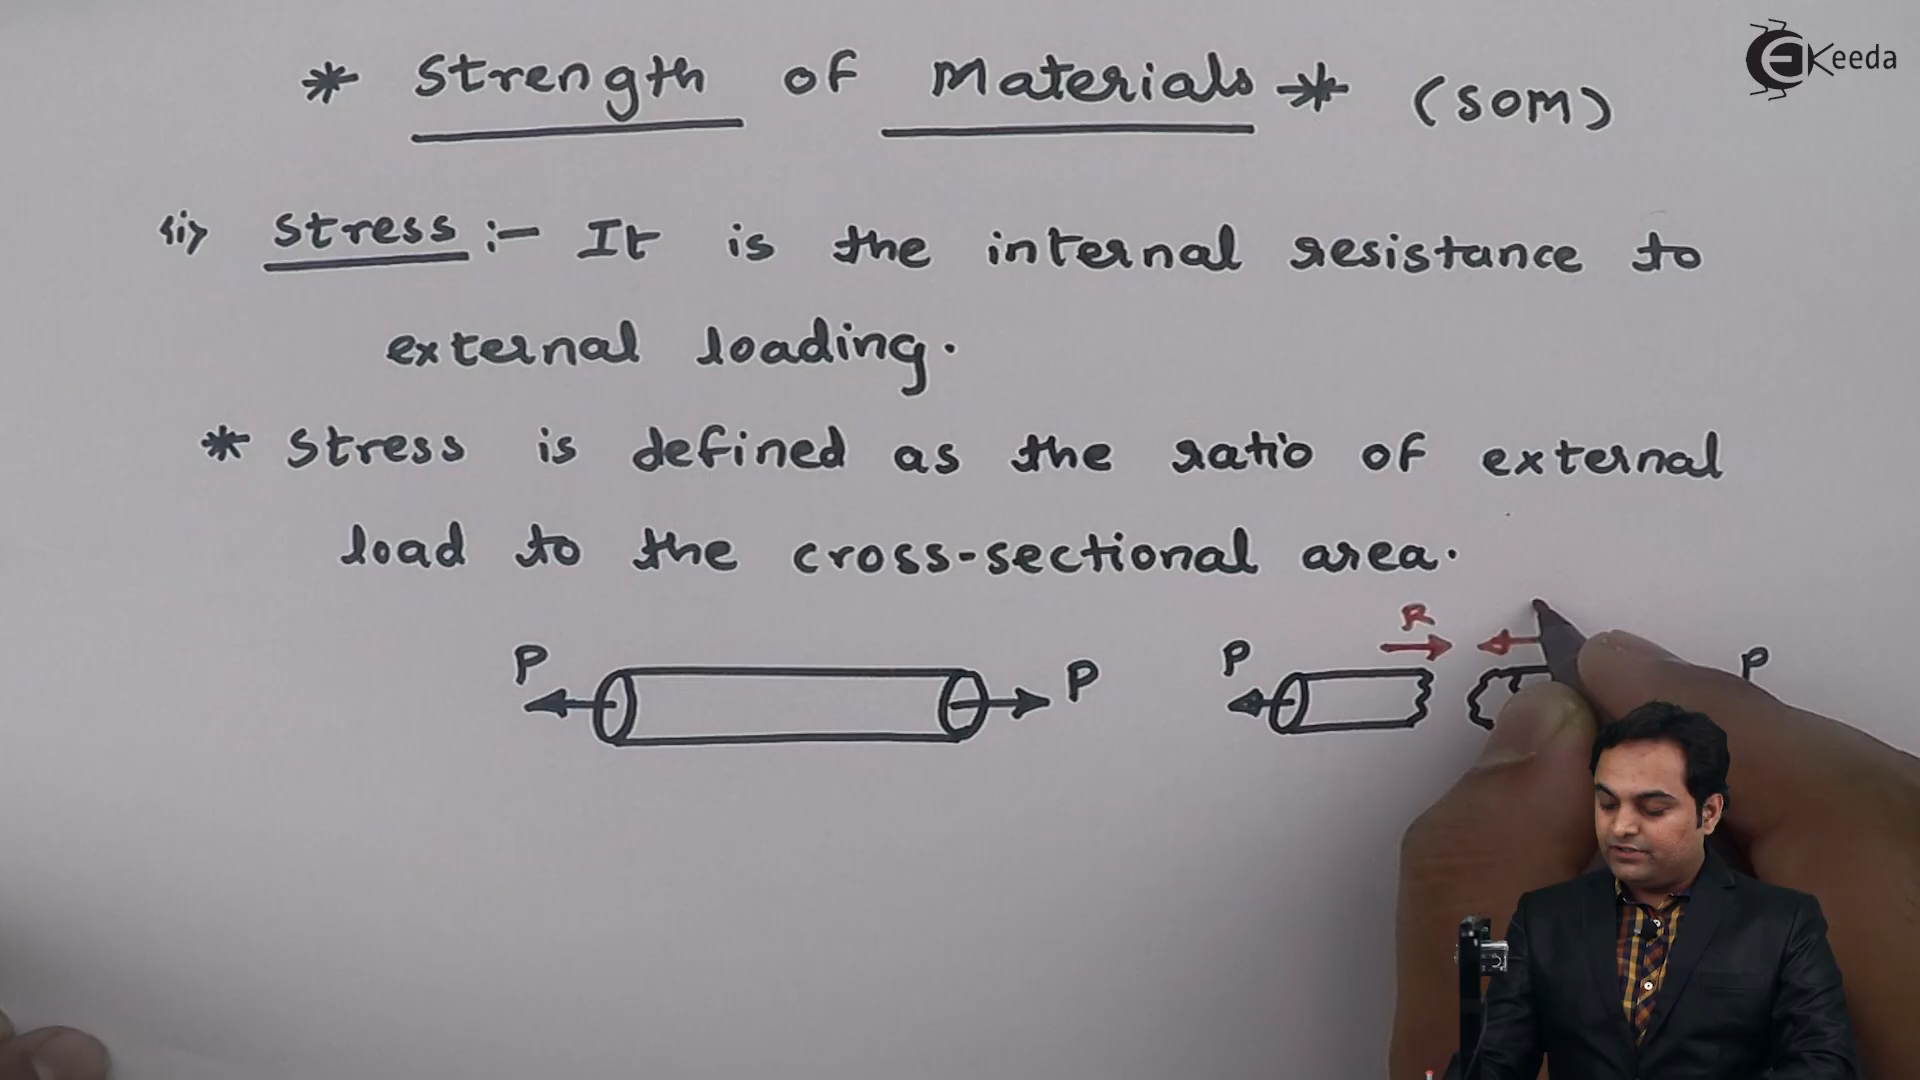 * Strength of Materials * (SOM)
Ekeeda
(i) Stress :- It is the internal resistance to
external loading.
* Stress is defined as the ratio of external
load to the cross-sectional area.
R
P P P P